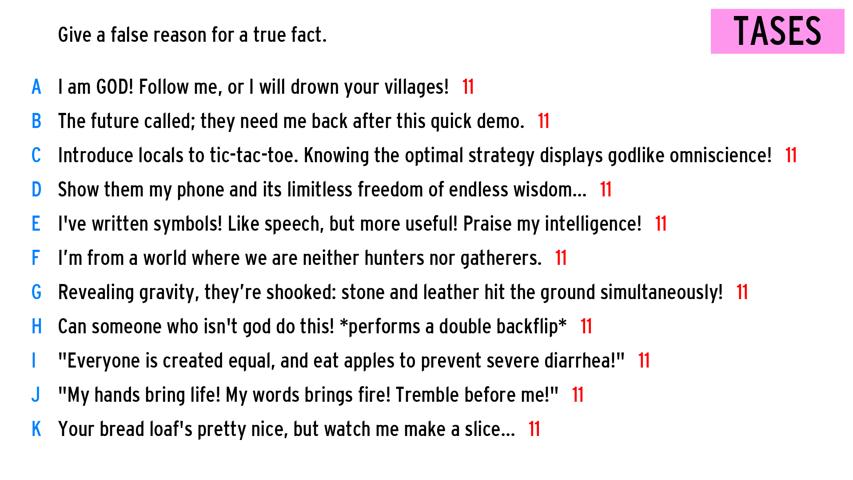 Give a false reason for a true fact.
TASES
A I am GOD! Follow me, or I will drown your villages! 11
B The future called; they need me back after this quick demo. 11
C Introduce locals to tic-tac-toe. Knowing the optimal strategy displays godlike omniscience! 11
D Show them my phone and its limitless freedom of endless wisdom... 11
E I've written symbols! Like speech, but more useful! Praise my intelligence! 11
F I’m from a world where we are neither hunters nor gatherers. 11
G Revealing gravity, they’re shooked: stone and leather hit the ground simultaneously! 11
H Can someone who isn't god do this! *performs a double backflip* 11
I "Everyone is created equal, and eat apples to prevent severe diarrhea!" 11
J "My hands bring life! My words brings fire! Tremble before me!" 11
K Your bread loaf's pretty nice, but watch me make a slice... 11